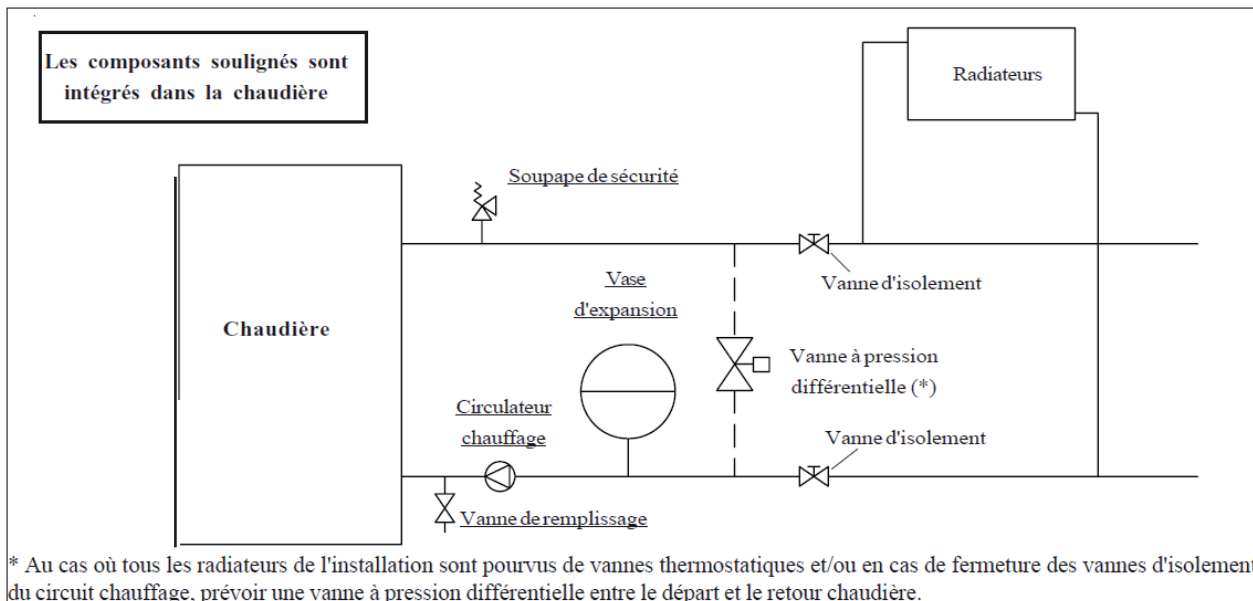 Les composants soulignés sont
intégrés dans la chaudière
Radiateurs
Soupape de sécurité
Vanne d'isolement
Vase
d'expansion
Chaudière
Vanne à pression
différentielle (*)
Circulateur
chauffage
Vanne d'isolement
Vanne de remplissage
* Au cas où tous les radiateurs de l'installation sont pourvus de vannes thermostatiques et/ou en cas de fermeture des vannes d'isolement
du circuit chauffage, prévoir une vanne à pression différentielle entre le départ et le retour chaudière.